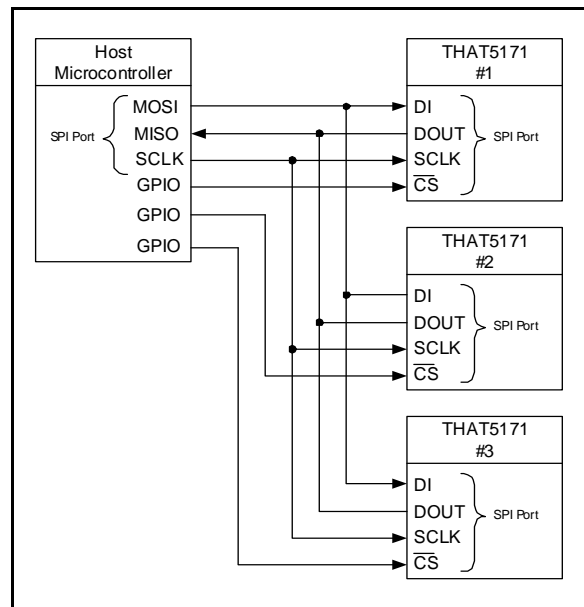 Host
Microcontroller
MOSI
MISO
SCLK
GPIO
GPIO
GPIO
SPI Port
THAT5171
#1
DI
DOUT
SCLK
CS
SPI Port
THAT5171
#2
DI
DOUT
SCLK
CS
SPI Port
THAT5171
#3
DI
DOUT
SCLK
CS
SPI Port